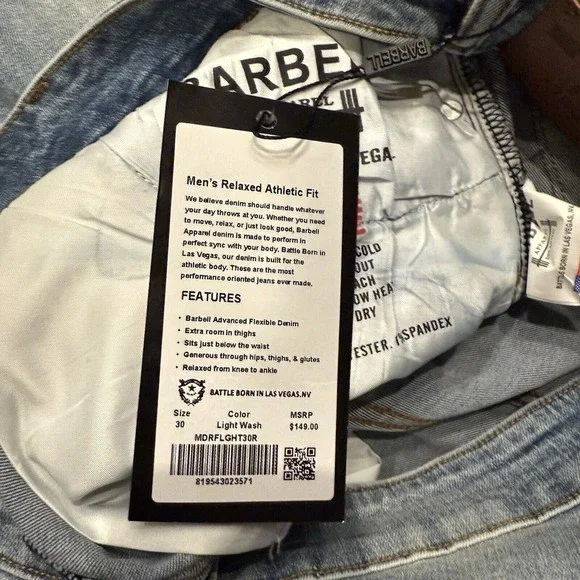 BARBELL
BARBE
Men's Relaxed Athletic Fit
We believe denim should handle whatever
your day throws at you. Whether you need
to move, relax, or just look good, Barbell
Apparel denim is made to perform in
perfect sync with your body. Battle Born in
Las Vegas, our denim is built for the
athletic body. These are the most
performance oriented jeans ever made.
FEATURES
• Barbell Advanced Flexible Denim
• Extra room in thighs
• Sits just below the waist
• Generous through hips, thighs, & glutes
• Relaxed from knee to ankle
BATTLE BORN IN LAS VEGAS.NV
Size Color MSRP
30 Light Wash $149.00
MDRFLGHT30R
819543023571
VEGA
COLD
OUT
LOW HEA
DRY
SPANDEX
BATTLE BORN IN LAS VEGAS, NV